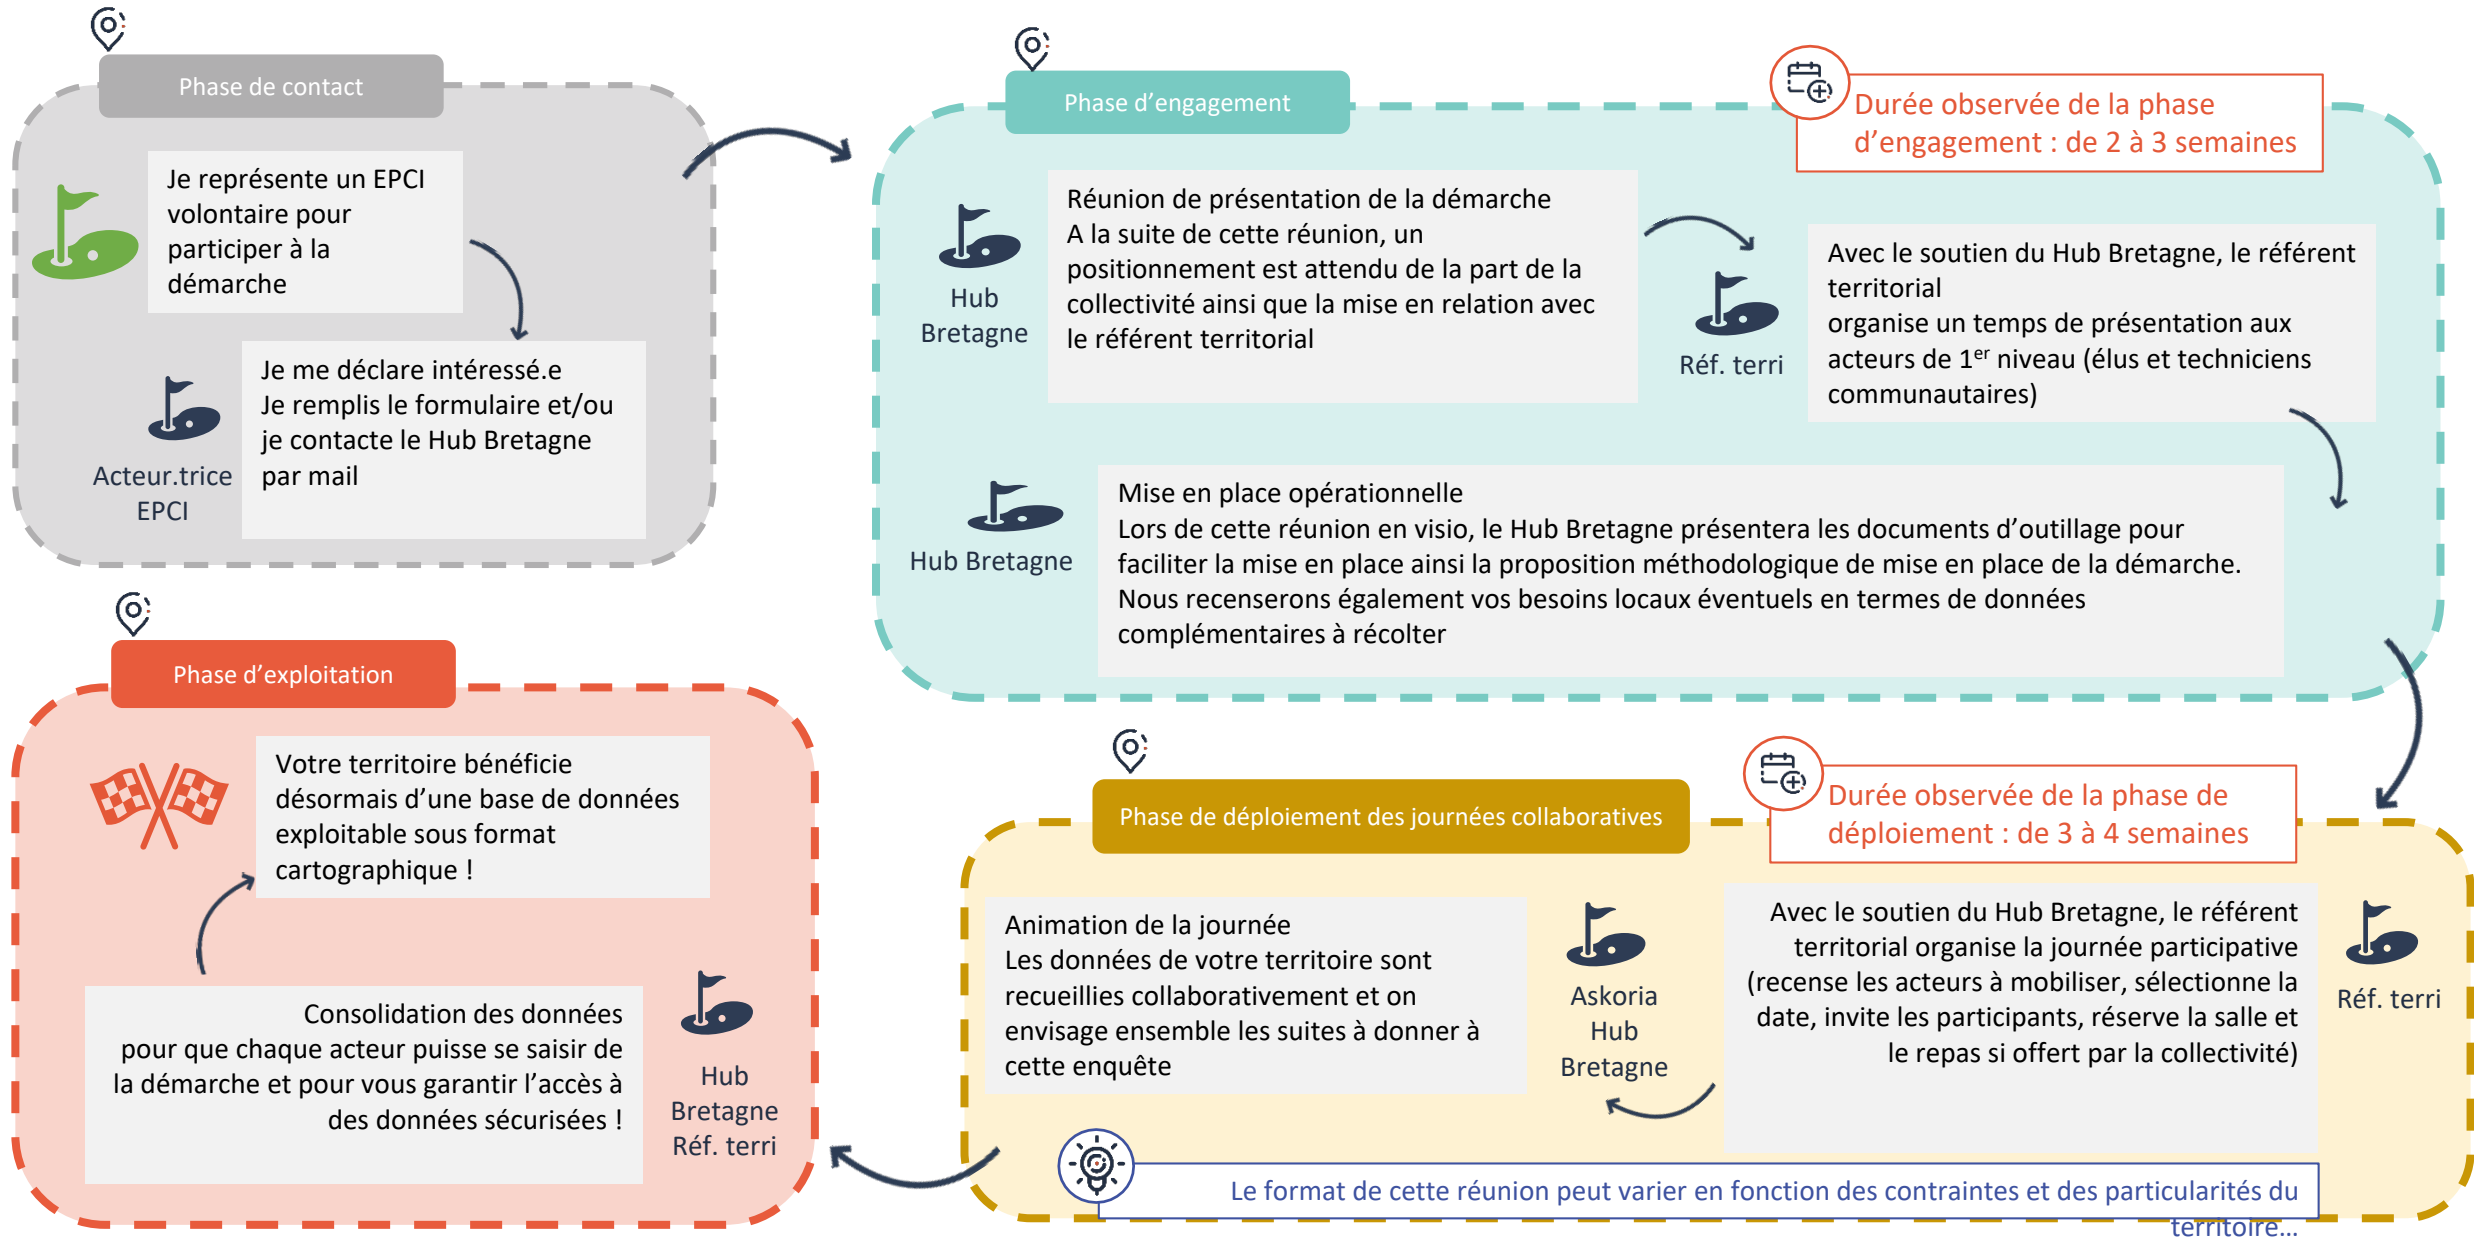 Phase de contact
Je représente un EPCI
volontaire pour
participer à la
démarche
Je me déclare intéressé.e
Je remplis le formulaire et/ou
je contacte le Hub Bretagne
par mail
Acteur.trice
EPCI
Phase d’engagement
Durée observée de la phase
d’engagement : de 2 à 3 semaines
Hub
Bretagne
Réunion de présentation de la démarche
A la suite de cette réunion, un
positionnement est attendu de la part de la
collectivité ainsi que la mise en relation avec
le référent territorial
Réf. terri
Avec le soutien du Hub Bretagne, le référent
territorial
organise un temps de présentation aux
acteurs de 1er niveau (élus et techniciens
communautaires)
Hub Bretagne
Mise en place opérationnelle
Lors de cette réunion en visio, le Hub Bretagne présentera les documents d’outillage pour
faciliter la mise en place ainsi la proposition méthodologique de mise en place de la démarche.
Nous recenserons également vos besoins locaux éventuels en termes de données
complémentaires à récolter
Phase de déploiement des journées collaboratives
Durée observée de la phase de
déploiement : de 3 à 4 semaines
Avec le soutien du Hub Bretagne, le référent
territorial organise la journée participative
(recense les acteurs à mobiliser, sélectionne la
date, invite les participants, réserve la salle et
le repas si offert par la collectivité)
Réf. terri
Animation de la journée
Les données de votre territoire sont
recueillies collaborativement et on
envisage ensemble les suites à donner à
cette enquête
Askoria
Hub
Bretagne
Le format de cette réunion peut varier en fonction des contraintes et des particularités du
territoire...
Phase d’exploitation
Votre territoire bénéficie
désormais d’une base de données
exploitable sous format
cartographique !
Consolidation des données
pour que chaque acteur puisse se saisir de
la démarche et pour vous garantir l’accès à
des données sécurisées !
Hub
Bretagne
Réf. terri